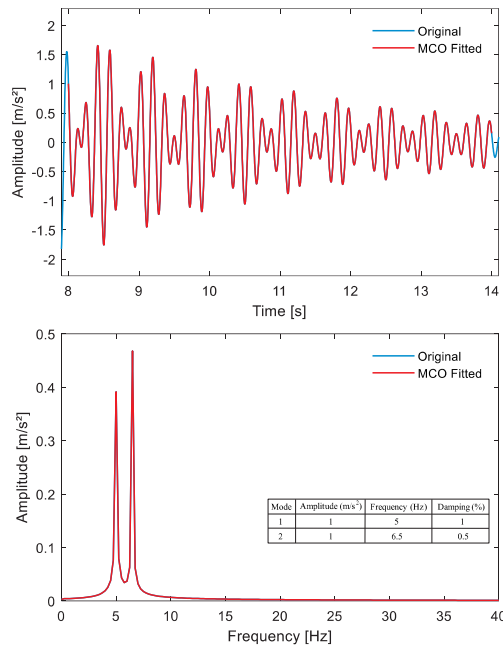 2
1.5
1
0.5
0
-0.5
-1
-1.5
-2
Amplitude [m/s²]
Original
MCO Fitted
8 9 10 11 12 13 14
Time [s]
0.5
0.4
0.3
0.2
0.1
0
Amplitude [m/s²]
Original
MCO Fitted
Mode Amplitude (m/s²) Frequency (Hz) Damping (%)
1 1 5 1
2 1 6.5 0.5
0 5 10 15 20 25 30 35 40
Frequency [Hz]